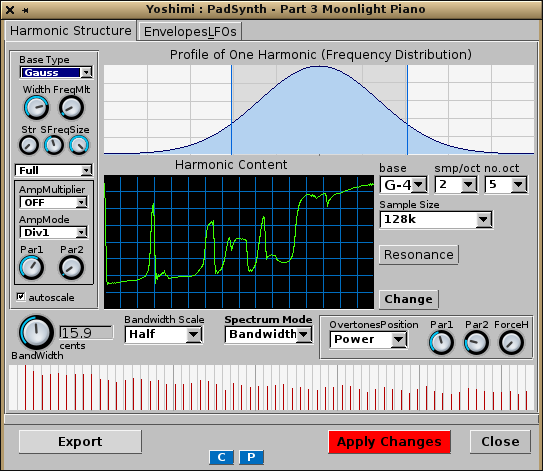 Yoshimi : PadSynth - Part 3 Moonlight Piano
Harmonic Structure
Envelopes_LFOs
Base Type
Gauss
Width FreqMlt
Str SFreq Size
Full
AmpMultiplier
OFF
AmpMode
Div1
Par1 Par2
autoscale
Profile of One Harmonic (Frequency Distribution)
Harmonic Content
base smp/oct no.oct
G-4 2 5
Sample Size
128k
Resonance
Change
BandWidth
15.9
cents
Bandwidth Scale
Half
Spectrum Mode
Bandwidth
OvertonesPosition
Power
Par1 Par2 ForceH
Export
C P
Apply Changes
Close